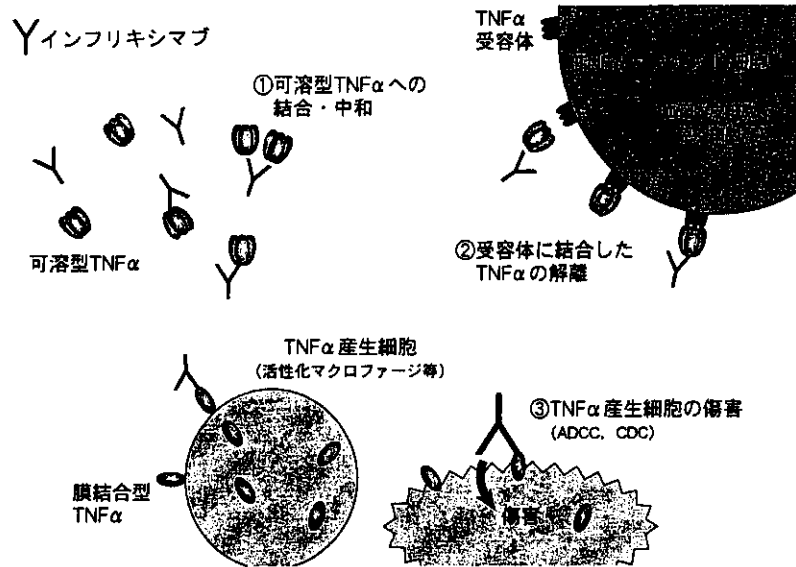 インフリキシマブ
①可溶型TNFαへの
結合・中和
可溶型TNFα
TNFα
受容体
②受容体に結合した
TNFαの解離
TNFα産生細胞
(活性化マクロファージ等)
膜結合型
TNFα
③TNFα産生細胞の傷害
(ADCC, CDC)
傷害